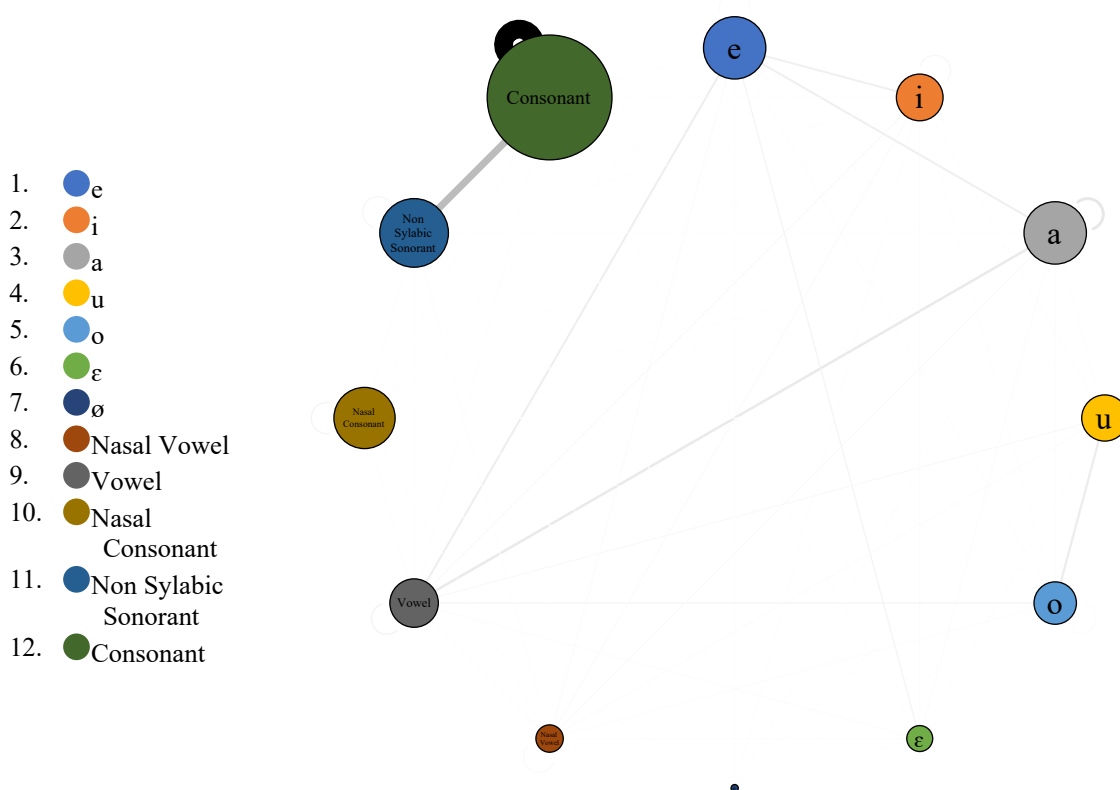 Consonant
e
i
Non
Sylabic
Sonorant
a
Nasal
Consonant
u
Vowel
o
Nasal
Vowel
ε
1. e
2. i
3. a
4. u
5. o
6. ε
7. ø
8. Nasal Vowel
9. Vowel
10. Nasal
Consonant
11. Non Sylabic
Sonorant
12. Consonant